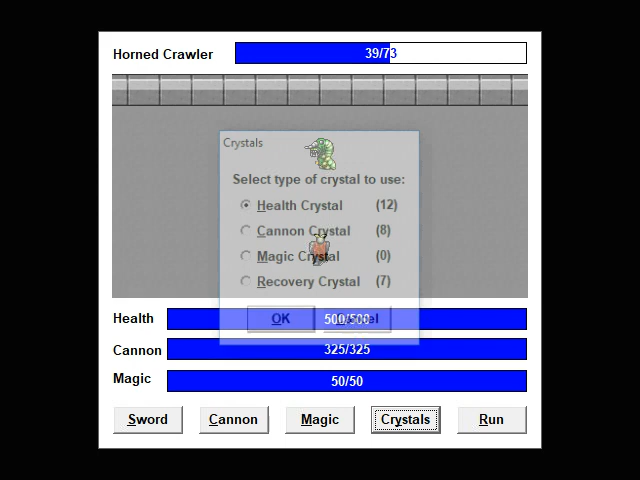 Horned Crawler 39/73
Crystals
Select type of crystal to use:
Health Crystal (12)
Cannon Crystal (8)
Magic Crystal (0)
Recovery Crystal (7)
OK Cancel
Health 500/500
Cannon 325/325
Magic 50/50
Sword Cannon Magic Crystals Run